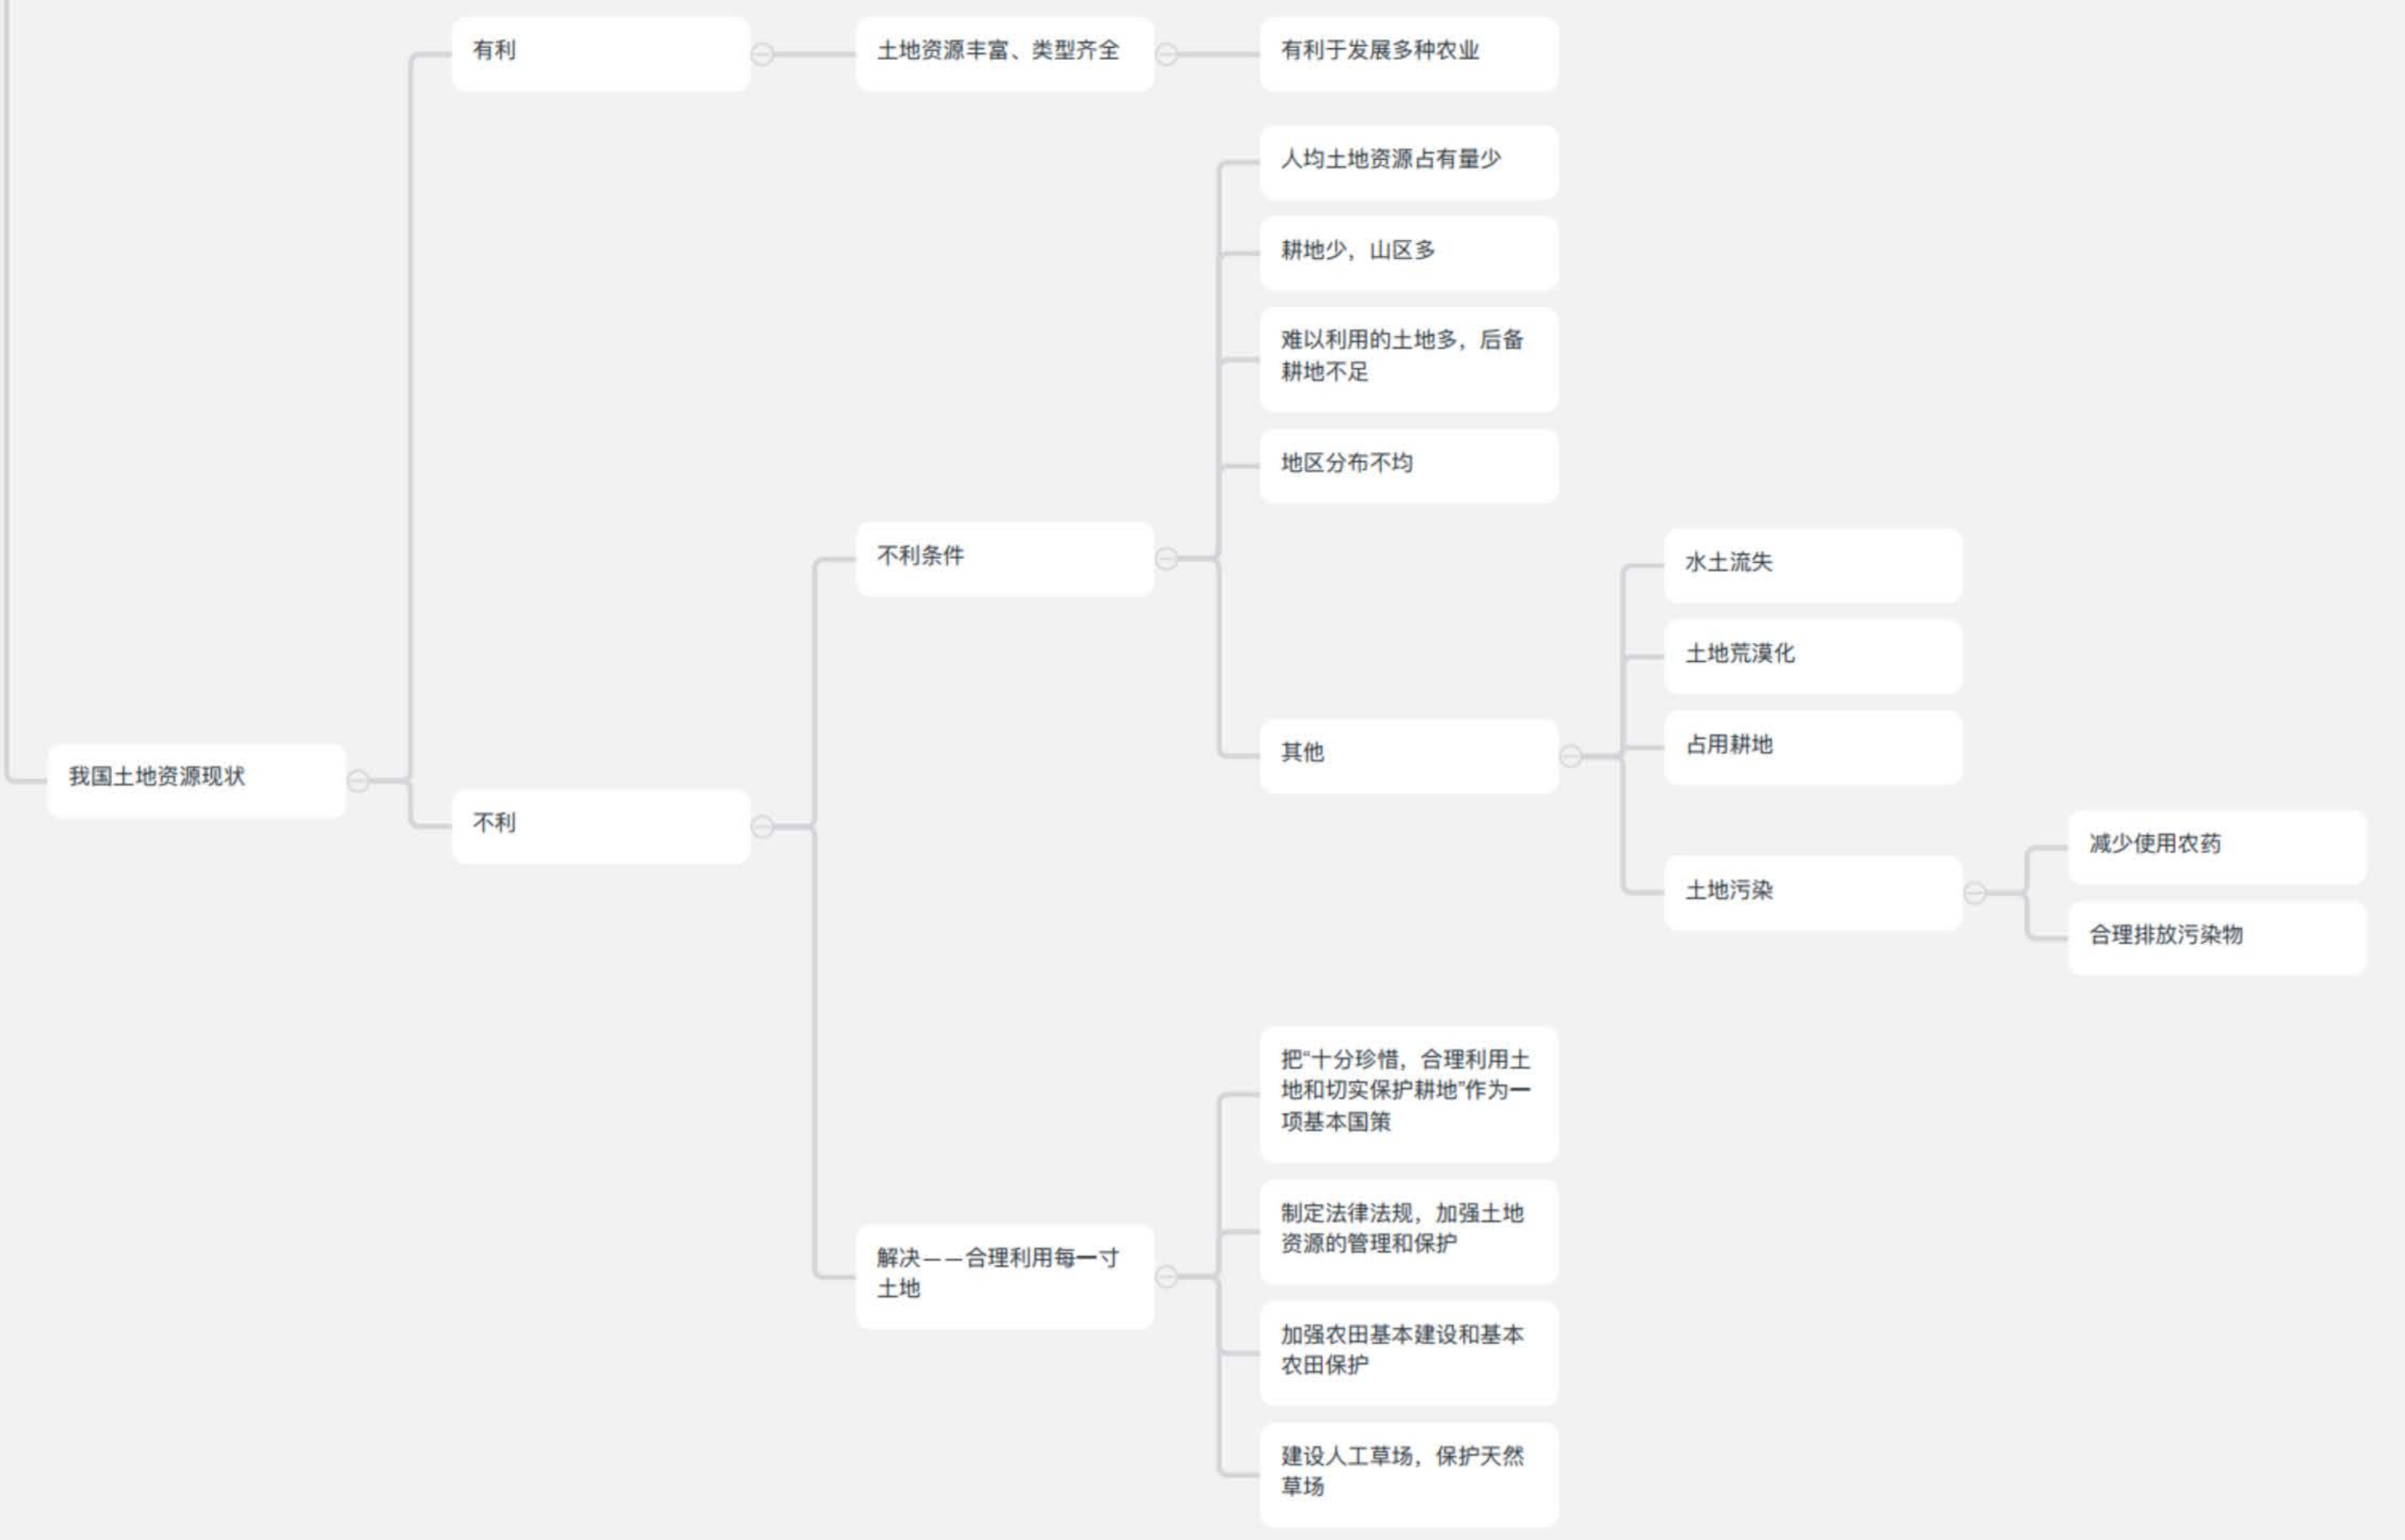 有利
土地资源丰富、类型齐全
有利于发展多种农业
人均土地资源占有量少
耕地少，山区多
难以利用的土地多，后备
耕地不足
地区分布不均
不利条件
水土流失
土地荒漠化
占用耕地
其他
我国土地资源现状
不利
减少使用农药
土地污染
合理排放污染物
把“十分珍惜，合理利用土
地和切实保护耕地”作为一
项基本国策
制定法律法规，加强土地
资源的管理和保护
解决——合理利用每一寸
土地
加强农田基本建设和基本
农田保护
建设人工草场，保护天然
草场